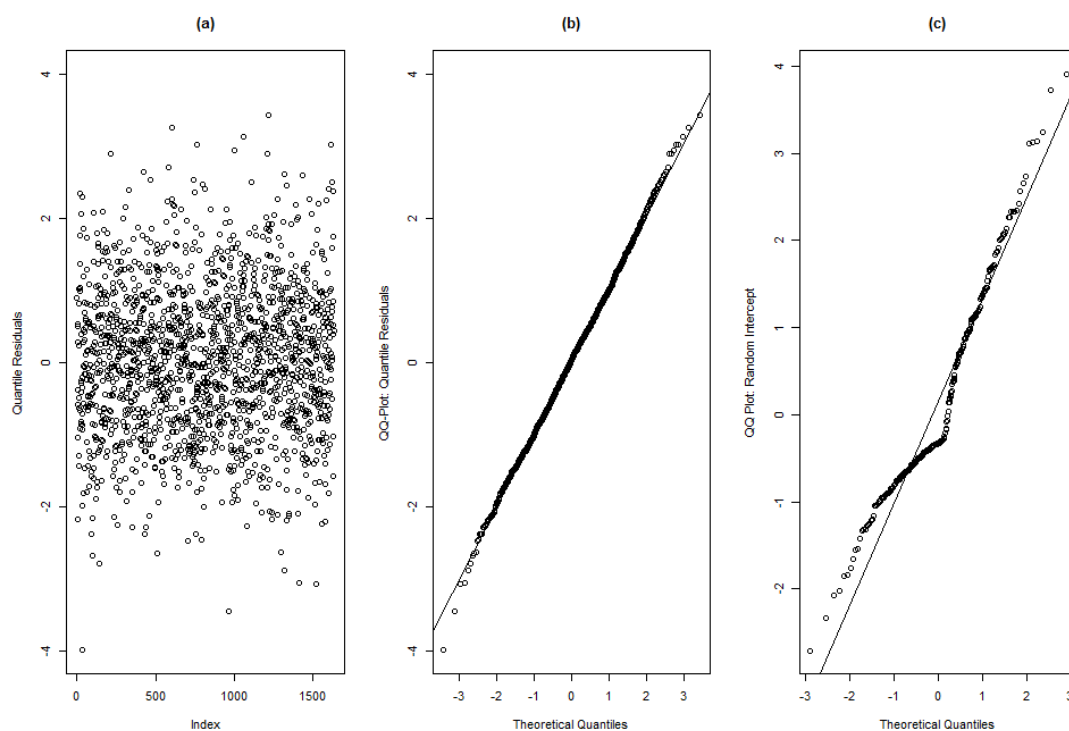 (a)
4
2
0
-2
-4
Quantile Residuals
0 500 1000 1500
Index
(b)
4
2
0
-2
-4
QQ-Plot: Quantile Residuals
-3 -2 -1 0 1 2 3
Theoretical Quantiles
(c)
4
3
2
1
0
-1
-2
QQ Plot: Random Intercept
-3 -2 -1 0 1 2 3
Theoretical Quantiles